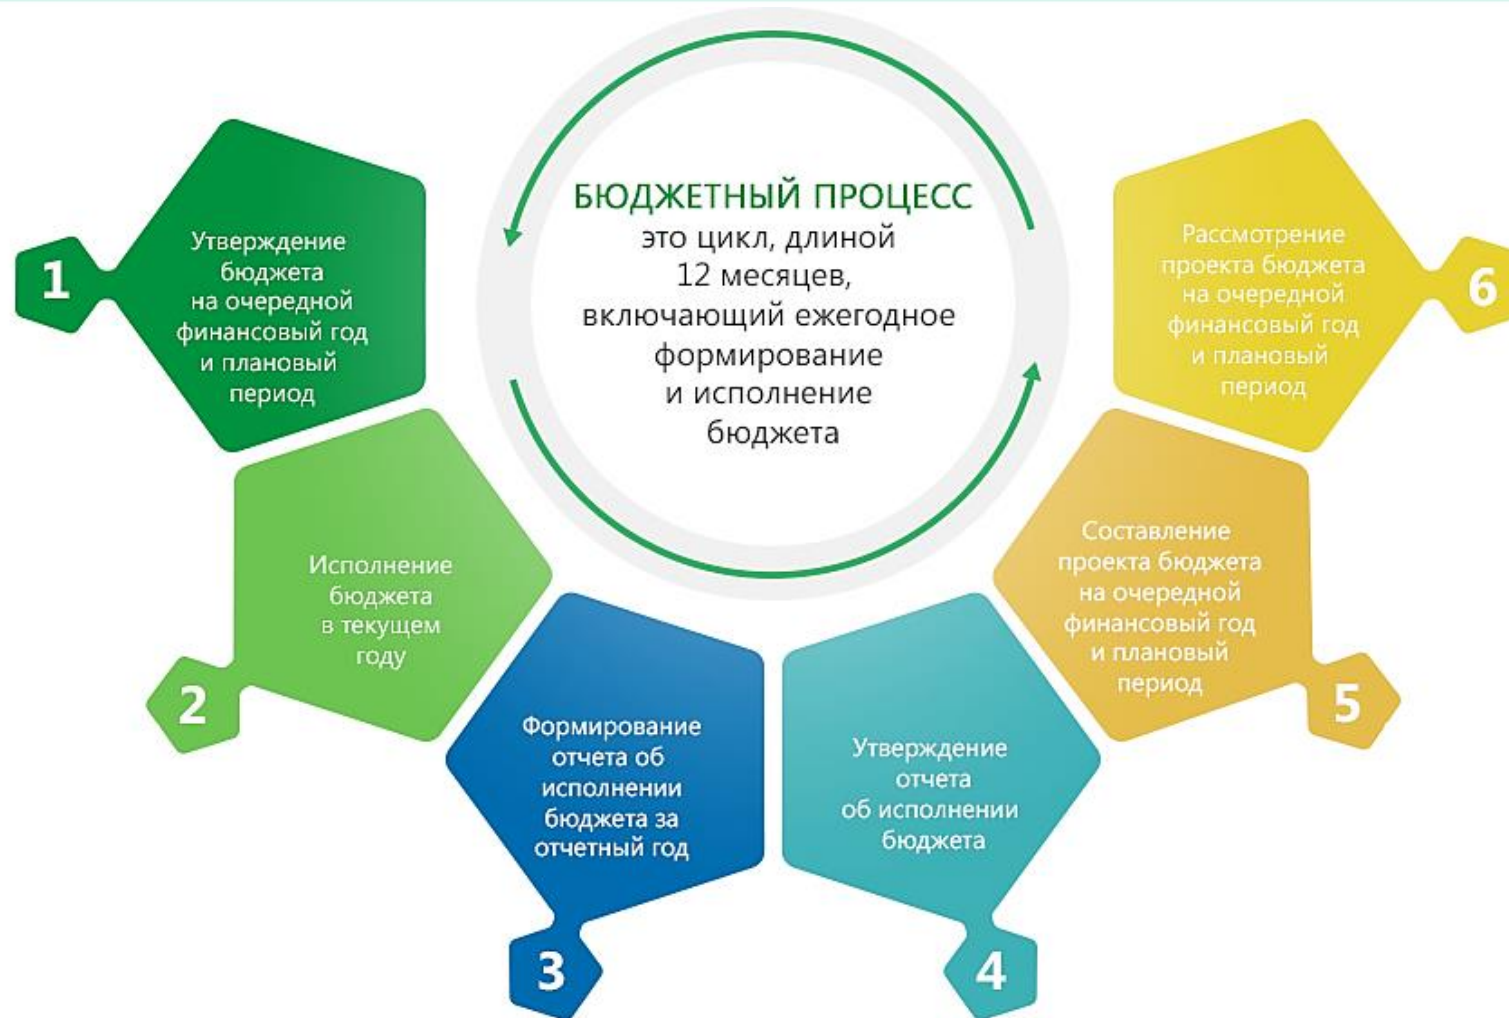 БЮДЖЕТНЫЙ ПРОЦЕСС
это цикл, длиной
12 месяцев,
включающий ежегодное
формирование
и исполнение
бюджета
1
Утверждение
бюджета
на очередной
финансовый год
и плановый
период
2
Исполнение
бюджета
в текущем
году
3
Формирование
отчета об
исполнении
бюджета за
отчетный год
4
Утверждение
отчета
об исполнении
бюджета
5
Составление
проекта бюджета
на очередной
финансовый год
и плановый
период
6
Рассмотрение
проекта бюджета
на очередной
финансовый год
и плановый
период